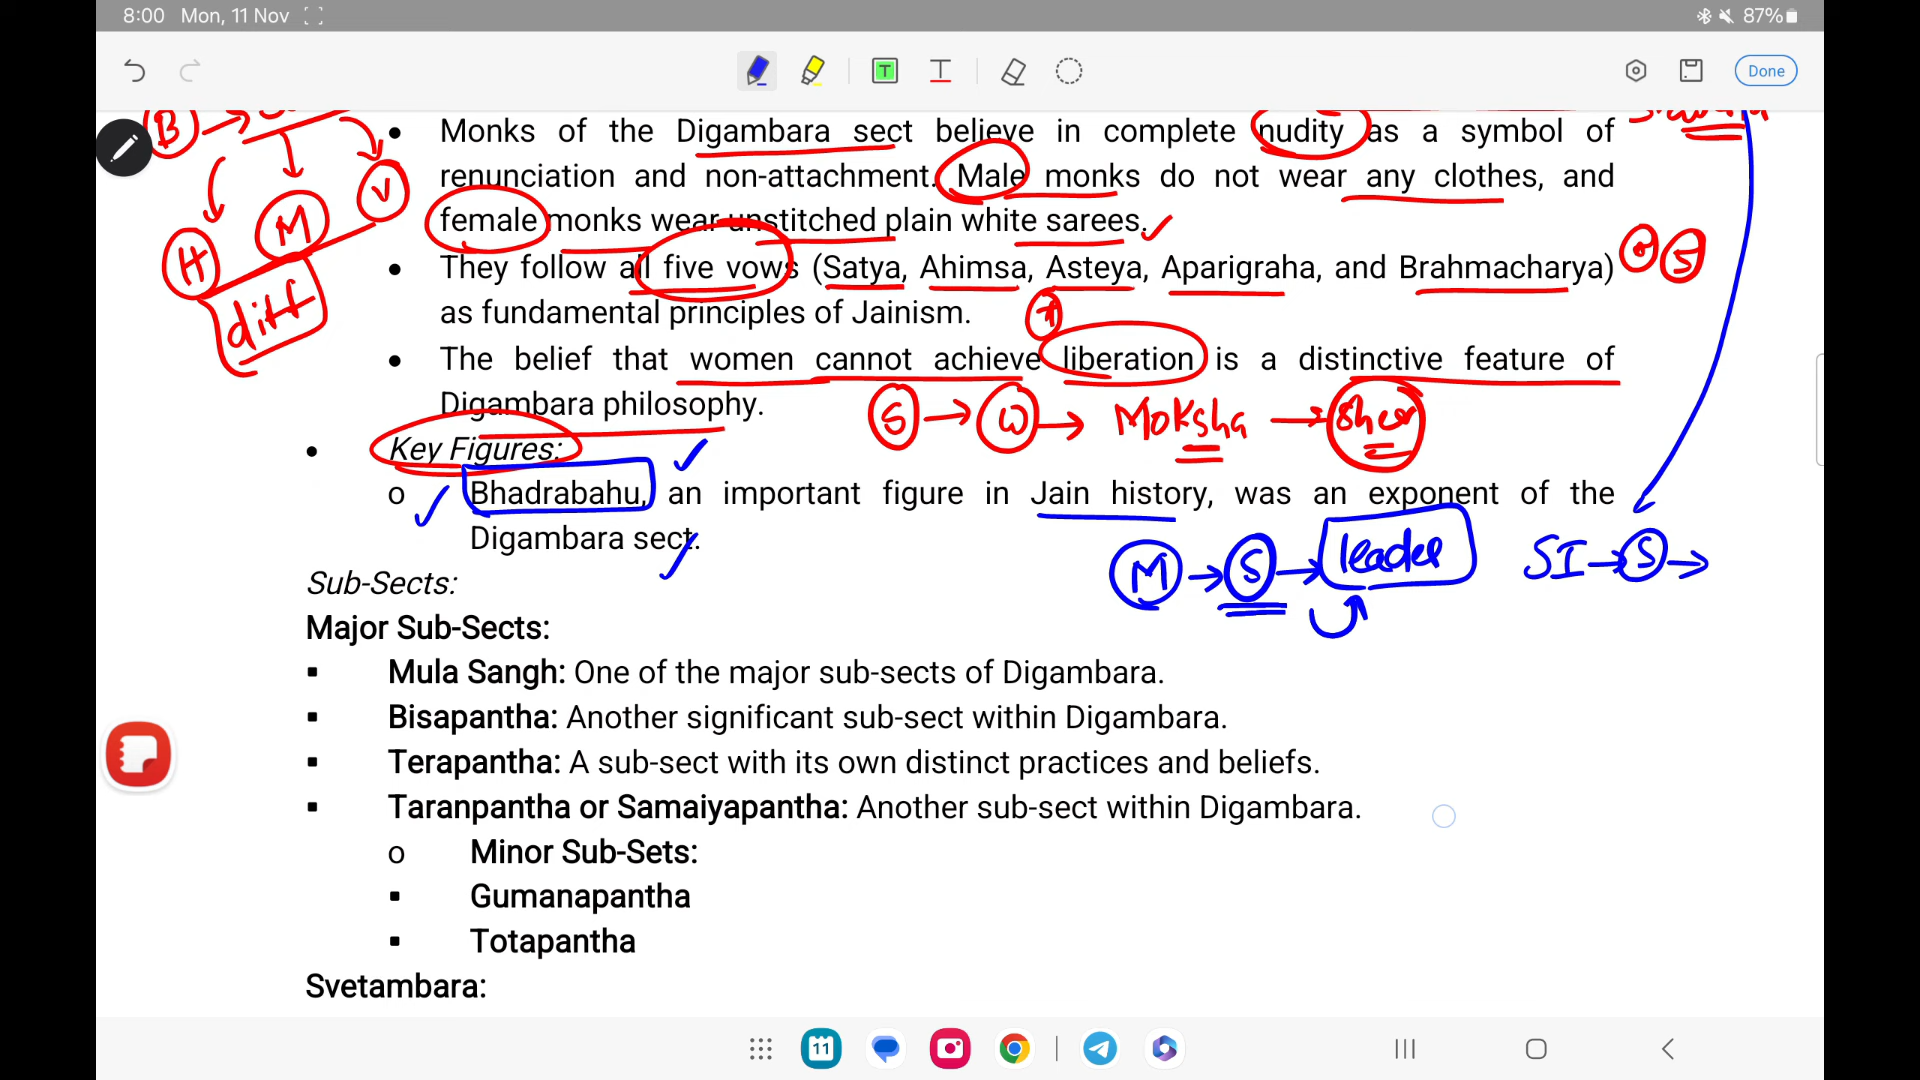 8:00 Mon, 11 Nov 87%
T T Done
B
Monks of the Digambara sect believe in complete nudity as a symbol of
renunciation and non-attachment. Male monks do not wear any clothes, and
V
female monks wear unstitched plain white sarees.
M
H
They follow all five vows (Satya, Ahimsa, Asteya, Aparigraha, and Brahmacharya)
S
as fundamental principles of Jainism.
diff
The belief that women cannot achieve liberation is a distinctive feature of
Digambara philosophy.
S → W → Moksha →
Key Figures:
o Bhadrabahu, an important figure in Jain history, was an exponent of the
Digambara sect.
M → S → leader SI → S →
Sub-Sects:
Major Sub-Sects:
▪ Mula Sangh: One of the major sub-sects of Digambara.
▪ Bisapantha: Another significant sub-sect within Digambara.
▪ Terapantha: A sub-sect with its own distinct practices and beliefs.
▪ Taranpantha or Samaiyapantha: Another sub-sect within Digambara.
o Minor Sub-Sets:
▪ Gumanapantha
▪ Totapantha
Svetambara:
11